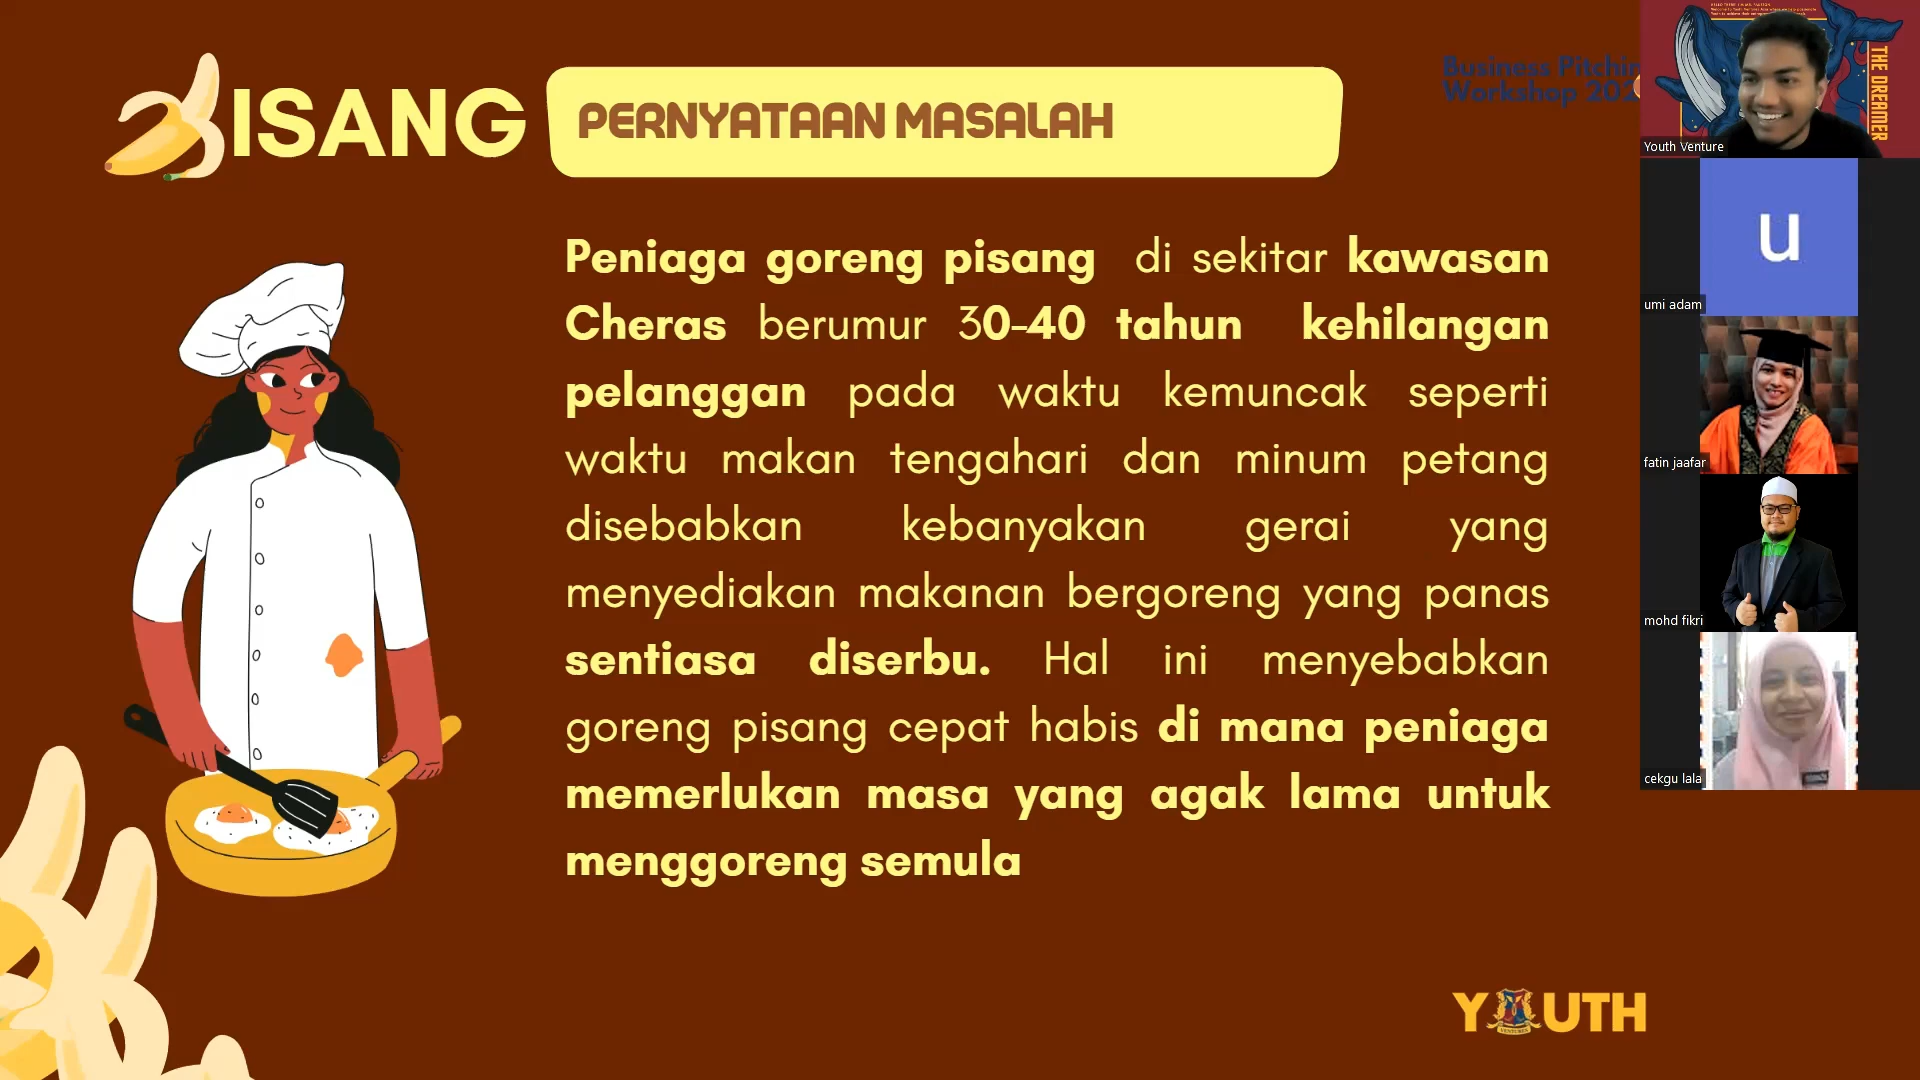 ISANG
PERNYATAAN MASALAH
Business Pitchin
Workshop 202
Peniaga goreng pisang di sekitar kawasan
Cheras berumur 30-40 tahun kehilangan
pelanggan pada waktu kemuncak seperti
waktu makan tengahari dan minum petang
disebabkan kebanyakan gerai yang
menyediakan makanan bergoreng yang panas
sentiasa diserbu. Hal ini menyebabkan
goreng pisang cepat habis di mana peniaga
memerlukan masa yang agak lama untuk
menggoreng semula
THE DREAMER
Youth Venture
u
umi adam
fatin jaafar
mohd fikri
cekgu lala
YOUTH
VENTURES